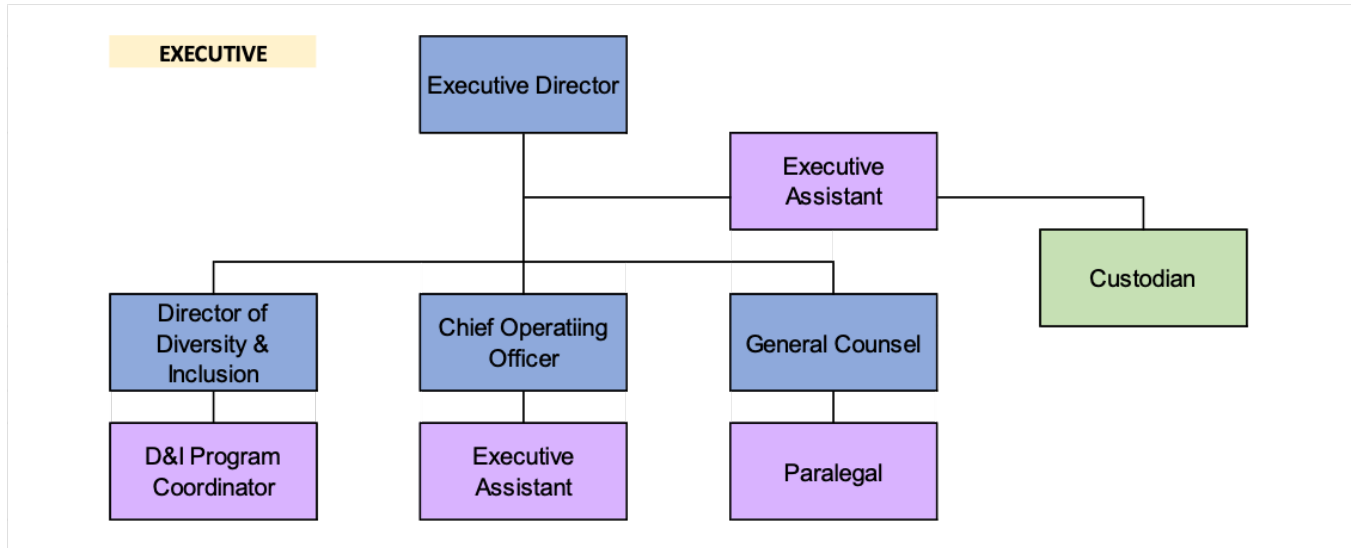 EXECUTIVE
Executive Director
Executive
Assistant
Custodian
Director of
Diversity &
Inclusion
Chief Operatiing
Officer
General Counsel
D&I Program
Coordinator
Executive
Assistant
Paralegal